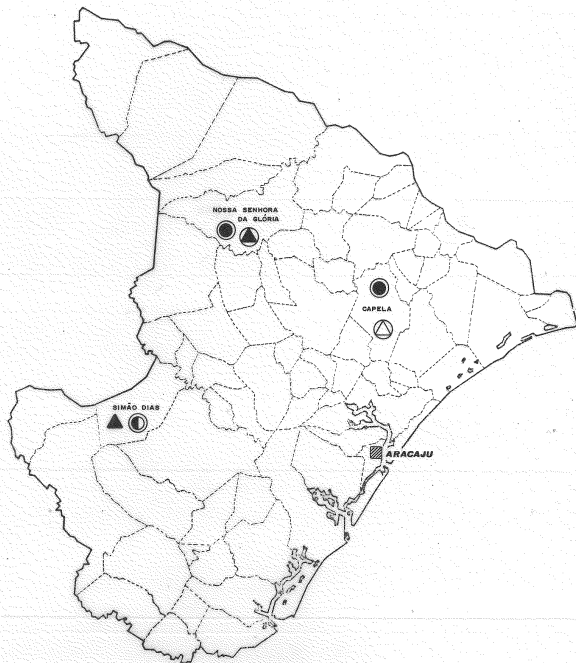 NOSSA SENHORA
DA GLÓRIA
CAPELA
SIMÃO DIAS
ARACAJU